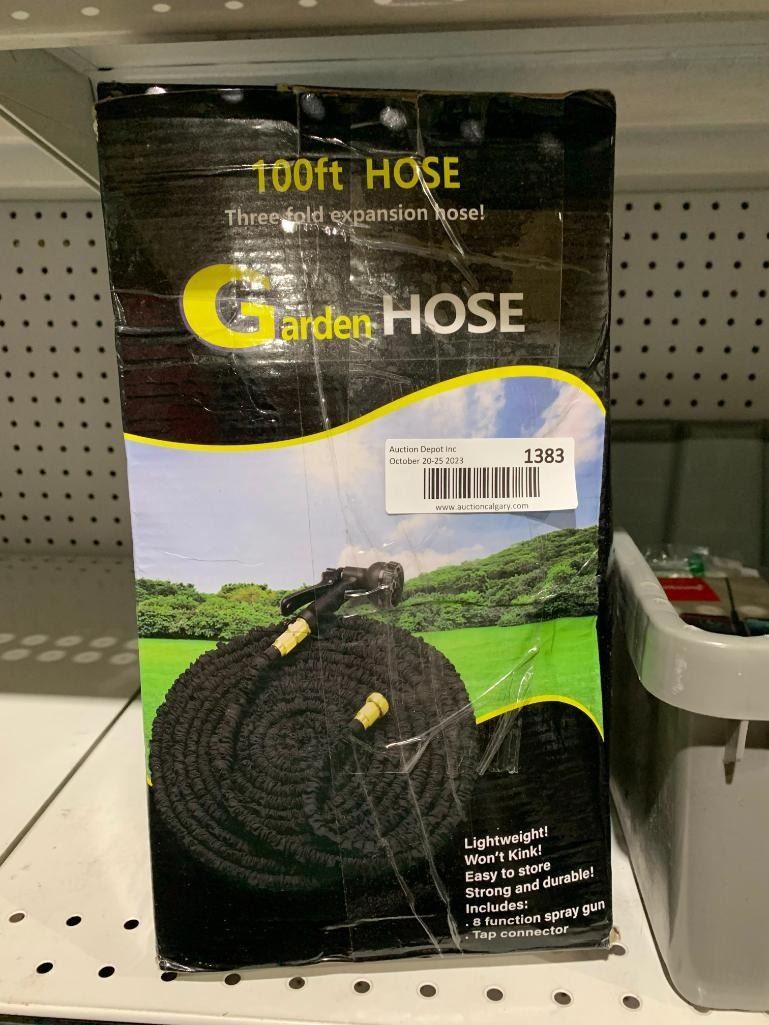 100ft HOSE
Three fold expansion hose!
Garden HOSE
Auction Depot Inc
October 20-25 2023
1383
www.auctioncalgary.com
Lightweight!
Won't Kink!
Easy to store
Strong and durable!
Includes:
. 8 function spray gun
. Tap connector